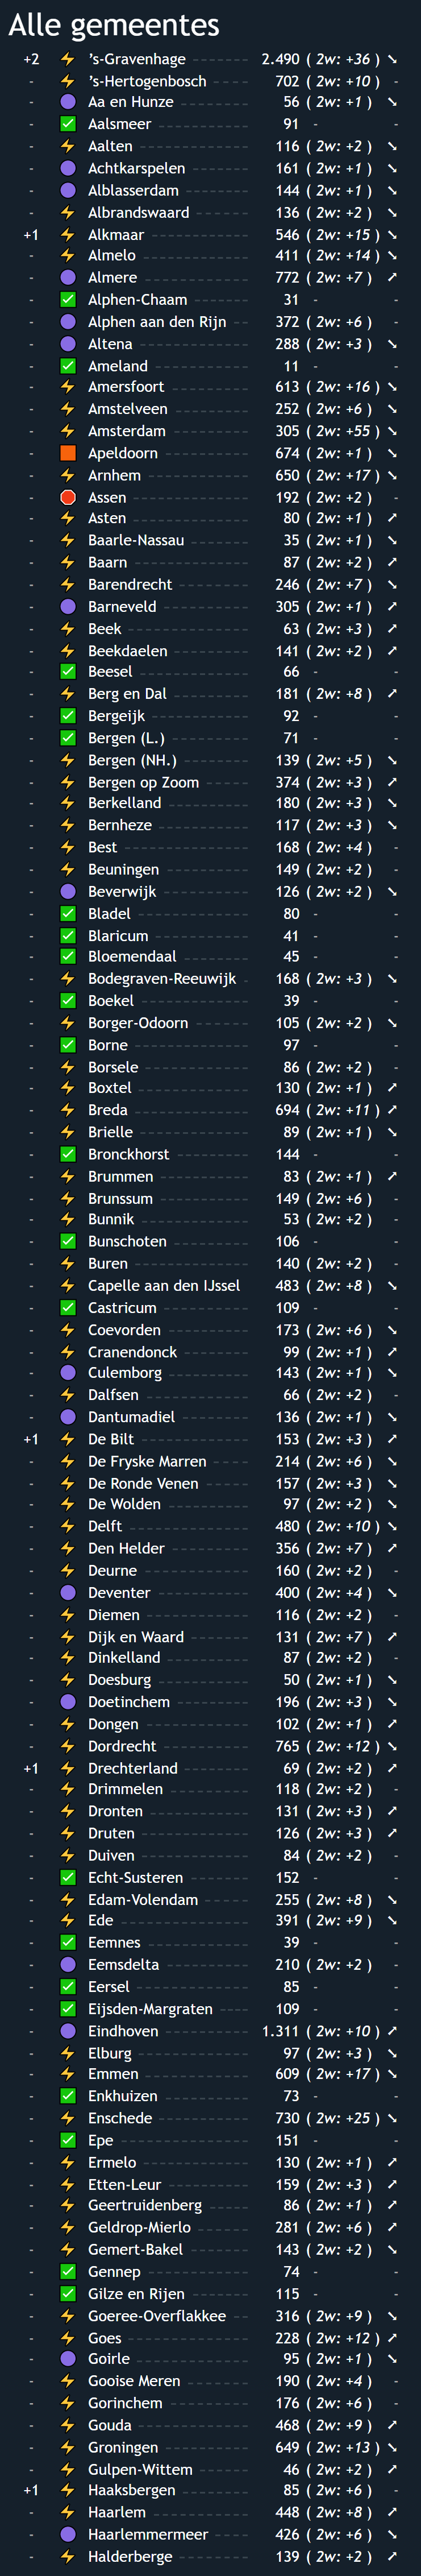 Alle gemeentes
+2 ⚡ ’s-Gravenhage 2.490 ( 2w: +36 ) ➘
- ⚡ ’s-Hertogenbosch 702 ( 2w: +10 ) -
- 🟣 Aa en Hunze 56 ( 2w: +1 ) ➘
- ✅ Aalsmeer 91 - -
- ⚡ Aalten 116 ( 2w: +2 ) ➘
- 🟣 Achtkarspelen 161 ( 2w: +1 ) ➘
- 🟣 Alblasserdam 144 ( 2w: +1 ) ➘
- ⚡ Albrandswaard 136 ( 2w: +2 ) ➘
+1 ⚡ Alkmaar 546 ( 2w: +15 ) ➘
- ⚡ Almelo 411 ( 2w: +14 ) ➘
- 🟣 Almere 772 ( 2w: +7 ) ➚
- ✅ Alphen-Chaam 31 - -
- 🟣 Alphen aan den Rijn 372 ( 2w: +6 ) -
- 🟣 Altena 288 ( 2w: +3 ) ➘
- ✅ Ameland 11 - -
- ⚡ Amersfoort 613 ( 2w: +16 ) ➘
- ⚡ Amstelveen 252 ( 2w: +6 ) ➘
- ⚡ Amsterdam 305 ( 2w: +55 ) ➘
- 🟧 Apeldoorn 674 ( 2w: +1 ) ➘
- ⚡ Arnhem 650 ( 2w: +17 ) ➘
- 🛑 Assen 192 ( 2w: +2 ) -
- ⚡ Asten 80 ( 2w: +1 ) ➚
- ⚡ Baarle-Nassau 35 ( 2w: +1 ) ➘
- ⚡ Baarn 87 ( 2w: +2 ) ➚
- ⚡ Barendrecht 246 ( 2w: +7 ) ➘
- 🟣 Barneveld 305 ( 2w: +1 ) ➚
- ⚡ Beek 63 ( 2w: +3 ) ➚
- ⚡ Beekdaelen 141 ( 2w: +2 ) ➚
- ✅ Beesel 66 - -
- ⚡ Berg en Dal 181 ( 2w: +8 ) ➚
- ✅ Bergeijk 92 - -
- ✅ Bergen (L.) 71 - -
- ⚡ Bergen (NH.) 139 ( 2w: +5 ) ➘
- ⚡ Bergen op Zoom 374 ( 2w: +3 ) ➚
- ⚡ Berkelland 180 ( 2w: +3 ) ➘
- ⚡ Bernheze 117 ( 2w: +3 ) ➘
- ⚡ Best 168 ( 2w: +4 ) -
- ⚡ Beuningen 149 ( 2w: +2 ) -
- 🟣 Beverwijk 126 ( 2w: +2 ) ➘
- ✅ Bladel 80 - -
- ✅ Blaricum 41 - -
- ✅ Bloemendaal 45 - -
- ⚡ Bodegraven-Reeuwijk 168 ( 2w: +3 ) ➘
- ✅ Boekel 39 - -
- ⚡ Borger-Odoorn 105 ( 2w: +2 ) ➘
- ✅ Borne 97 - -
- ⚡ Borsele 86 ( 2w: +2 ) -
- ⚡ Boxtel 130 ( 2w: +1 ) ➚
- ⚡ Breda 694 ( 2w: +11 ) ➚
- ⚡ Brielle 89 ( 2w: +1 ) ➘
- ✅ Bronckhorst 144 - -
- ⚡ Brummen 83 ( 2w: +1 ) ➚
- ⚡ Brunssum 149 ( 2w: +6 ) -
- ⚡ Bunnik 53 ( 2w: +2 ) -
- ✅ Bunschoten 106 - -
- ⚡ Buren 140 ( 2w: +2 ) -
- ⚡ Capelle aan den IJssel 483 ( 2w: +8 ) ➘
- ✅ Castricum 109 - -
- ⚡ Coevorden 173 ( 2w: +6 ) ➘
- ⚡ Cranendonck 99 ( 2w: +1 ) ➚
- 🟣 Culemborg 143 ( 2w: +1 ) ➘
- ⚡ Dalfsen 66 ( 2w: +2 ) -
- 🟣 Dantumadiel 136 ( 2w: +1 ) ➘
+1 ⚡ De Bilt 153 ( 2w: +3 ) ➚
- ⚡ De Fryske Marren 214 ( 2w: +6 ) ➘
- ⚡ De Ronde Venen 157 ( 2w: +3 ) ➘
- ⚡ De Wolden 97 ( 2w: +2 ) ➘
- ⚡ Delft 480 ( 2w: +10 ) ➘
- ⚡ Den Helder 356 ( 2w: +7 ) ➚
- ⚡ Deurne 160 ( 2w: +2 ) -
- 🟣 Deventer 400 ( 2w: +4 ) ➘
- ⚡ Diemen 116 ( 2w: +2 ) -
- ⚡ Dijk en Waard 131 ( 2w: +7 ) ➚
- ⚡ Dinkelland 87 ( 2w: +2 ) -
- ⚡ Doesburg 50 ( 2w: +1 ) ➘
- 🟣 Doetinchem 196 ( 2w: +3 ) ➘
- ⚡ Dongen 102 ( 2w: +1 ) ➚
- ⚡ Dordrecht 765 ( 2w: +12 ) ➘
+1 ⚡ Drechterland 69 ( 2w: +2 ) ➚
- ⚡ Drimmelen 118 ( 2w: +2 ) -
- ⚡ Dronten 131 ( 2w: +3 ) ➚
- ⚡ Druten 126 ( 2w: +3 ) ➚
- ⚡ Duiven 84 ( 2w: +2 ) -
- ✅ Echt-Susteren 152 - -
- ⚡ Edam-Volendam 255 ( 2w: +8 ) ➘
- ⚡ Ede 391 ( 2w: +9 ) ➘
- ✅ Eemnes 39 - -
- 🟣 Eemsdelta 210 ( 2w: +2 ) -
- ✅ Eersel 85 - -
- ✅ Eijsden-Margraten 109 - -
- 🟣 Eindhoven 1.311 ( 2w: +10 ) ➚
- ⚡ Elburg 97 ( 2w: +3 ) ➘
- ⚡ Emmen 609 ( 2w: +17 ) ➘
- ✅ Enkhuizen 73 - -
- ⚡ Enschede 730 ( 2w: +25 ) ➘
- ✅ Epe 151 - -
- ⚡ Ermelo 130 ( 2w: +1 ) ➚
- ⚡ Etten-Leur 159 ( 2w: +3 ) ➚
- ⚡ Geertruidenberg 86 ( 2w: +1 ) ➚
- ⚡ Geldrop-Mierlo 281 ( 2w: +6 ) ➚
- ⚡ Gemert-Bakel 143 ( 2w: +2 ) ➘
- ✅ Gennep 74 - -
- ✅ Gilze en Rijen 115 - -
- ⚡ Goeree-Overflakkee 316 ( 2w: +9 ) ➘
- ⚡ Goes 228 ( 2w: +12 ) ➚
- 🟣 Goirle 95 ( 2w: +1 ) ➘
- ⚡ Gooise Meren 190 ( 2w: +4 ) -
- ⚡ Gorinchem 176 ( 2w: +6 ) -
- ⚡ Gouda 468 ( 2w: +9 ) ➚
- ⚡ Groningen 649 ( 2w: +13 ) ➘
- ⚡ Gulpen-Wittem 46 ( 2w: +2 ) ➚
+1 ⚡ Haaksbergen 85 ( 2w: +6 ) -
- ⚡ Haarlem 448 ( 2w: +8 ) ➚
- 🟣 Haarlemmermeer 426 ( 2w: +6 ) ➘
- ⚡ Halderberge 139 ( 2w: +2 ) ➚